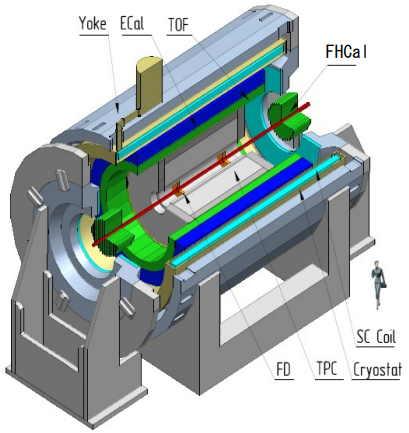 Yoke ECal TOF
FHCal
SC Coil
FD TPC Cryostat